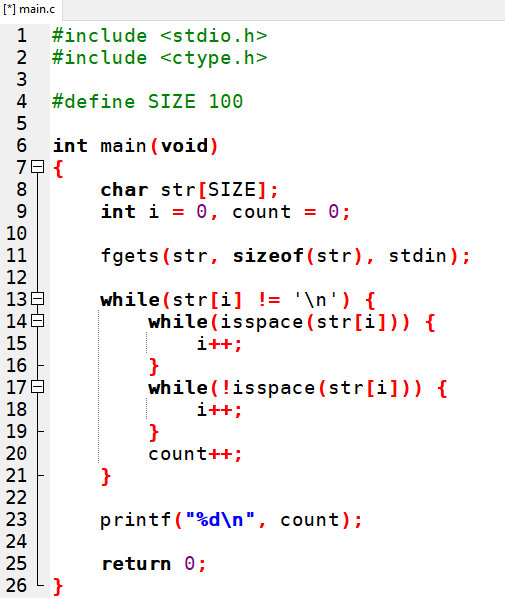 [*] main.c
1 #include <stdio.h>
2 #include <ctype.h>
3
4 #define SIZE 100
5
6 int main(void)
7 {
8     char str[SIZE];
9     int i = 0, count = 0;
10
11     fgets(str, sizeof(str), stdin);
12
13     while(str[i] != '\n') {
14         while(isspace(str[i])) {
15             i++;
16         }
17         while(!isspace(str[i])) {
18             i++;
19         }
20         count++;
21     }
22
23     printf("%d\n", count);
24
25     return 0;
26 }